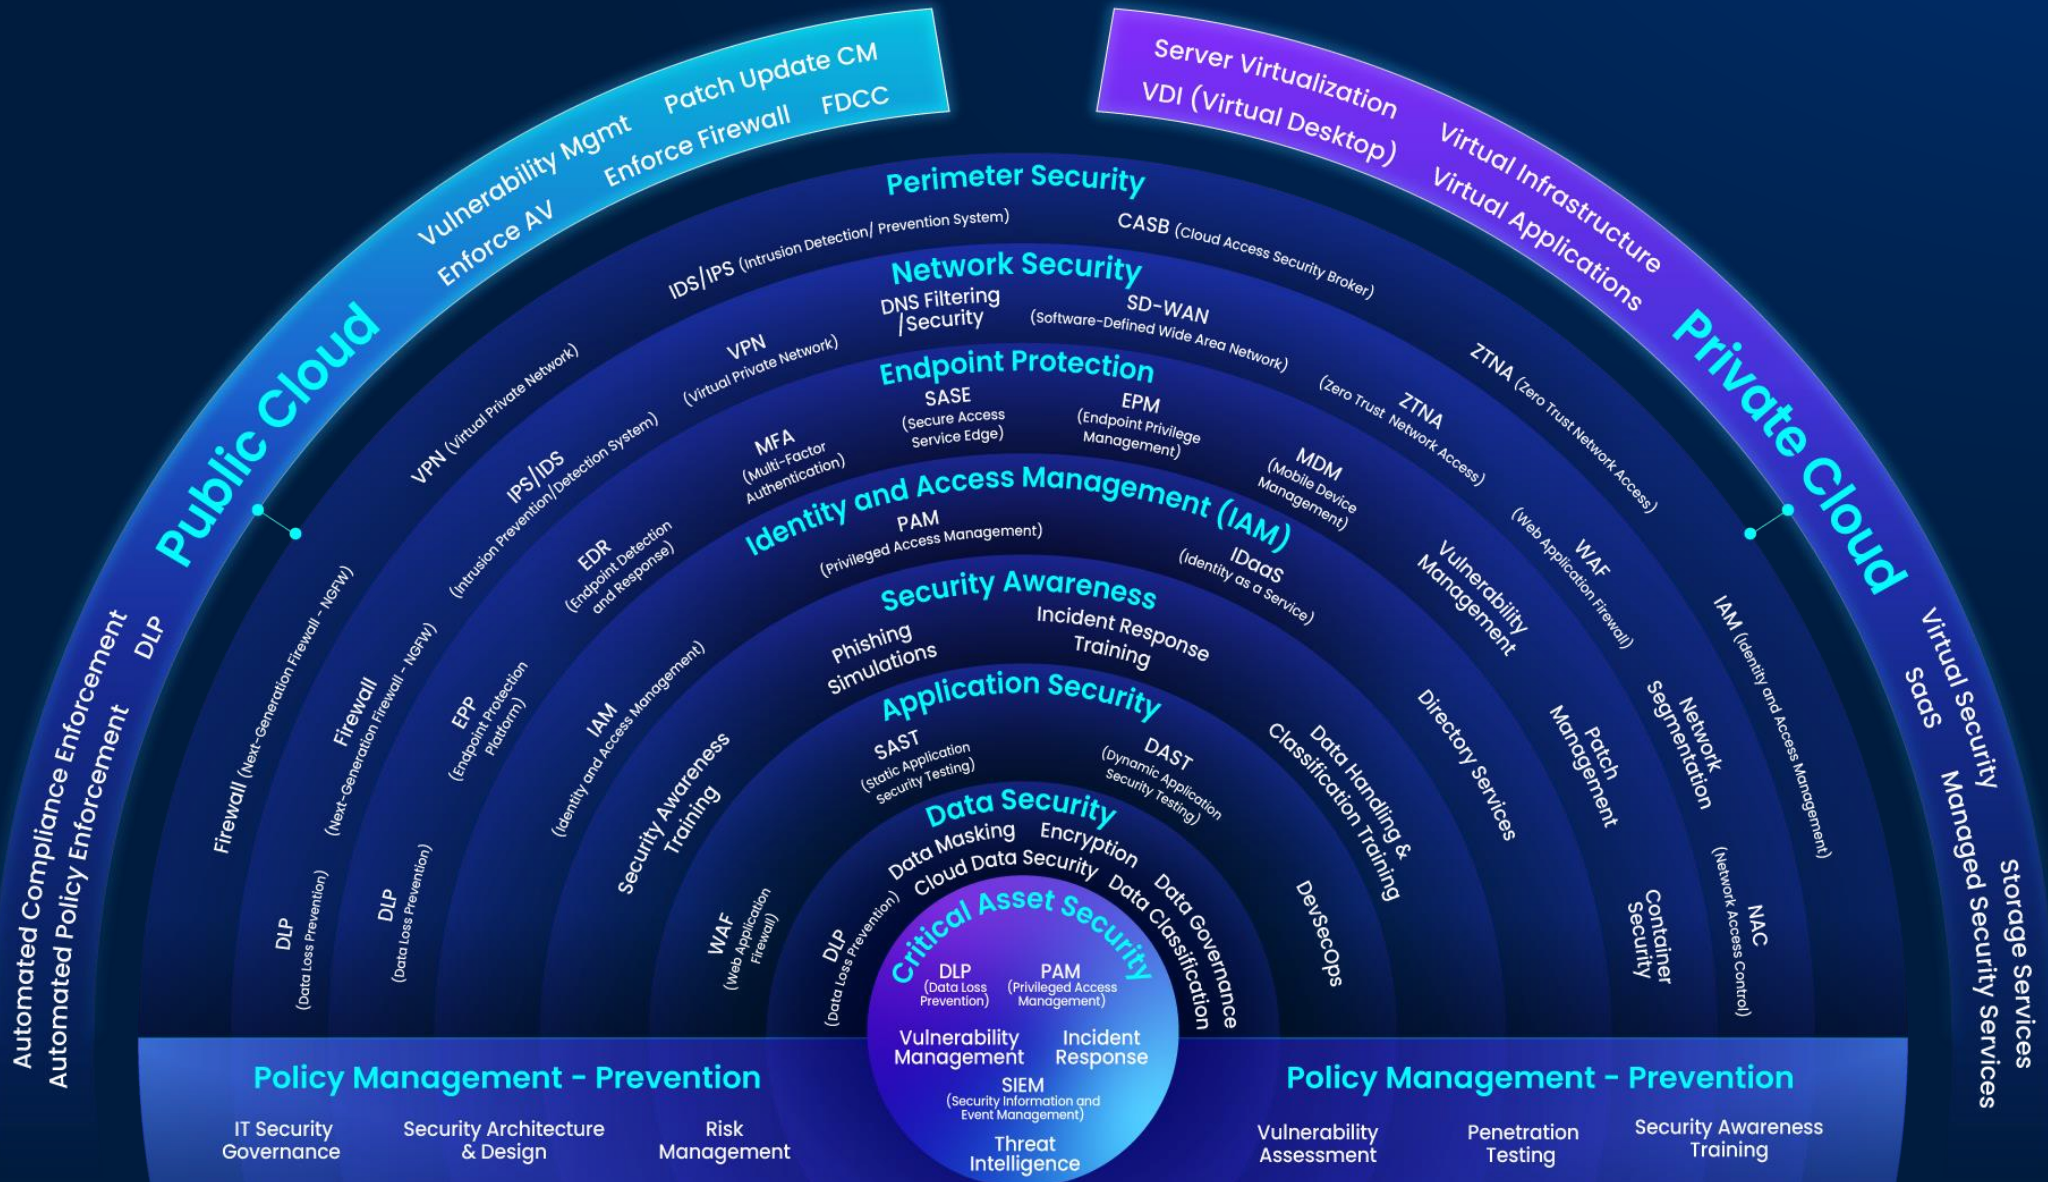 Public Cloud
Vulnerability Mgmt
Patch Update CM
Enforce AV
Enforce Firewall
FDCC
DLP
Automated Compliance Enforcement
Automated Policy Enforcement
Private Cloud
Server Virtualization
VDI (Virtual Desktop)
Virtual Infrastructure
Virtual Applications
Virtual Security
SaaS
Managed Security Services
Storage Services
Perimeter Security
Firewall (Next-Generation Firewall - NGFW)
VPN (Virtual Private Network)
IDS/IPS (Intrusion Detection/ Prevention System)
CASB (Cloud Access Security Broker)
ZTNA (Zero Trust Network Access)
IAM (Identity and Access Management)
Network Security
DLP
(Data Loss Prevention)
Firewall
(Next-Generation Firewall - NGFW)
IPS/IDS
(Intrusion Prevention/Detection System)
VPN
(Virtual Private Network)
DNS Filtering
/Security
SD-WAN
(Software-Defined Wide Area Network)
ZTNA
(Zero Trust Network Access)
WAF
(Web Application Firewall)
Network
Segmentation
NAC
(Network Access Control)
Endpoint Protection
DLP
(Data Loss Prevention)
EPP
(Endpoint Protection
Platform)
EDR
(Endpoint Detection
and Response)
MFA
(Multi-Factor
Authentication)
SASE
(Secure Access
Service Edge)
EPM
(Endpoint Privilege
Management)
MDM
(Mobile Device
Management)
Vulnerability
Management
Patch
Management
Container
Security
Identity and Access Management (IAM)
IAM
(Identity and Access Management)
PAM
(Privileged Access Management)
IDaaS
(Identity as a Service)
Directory Services
Security Awareness
Security Awareness
Training
Phishing
Simulations
Incident Response
Training
Data Handling &
Classification Training
Application Security
WAF
(Web Application
Firewall)
SAST
(Static Application
Security Testing)
DAST
(Dynamic Application
Security Testing)
DevSecOps
Data Security
DLP
(Data Loss Prevention)
Data Masking
Encryption
Cloud Data Security
Data Classification
Data Governance
Critical Asset Security
DLP
(Data Loss
Prevention)
PAM
(Privileged Access
Management)
Vulnerability
Management
Incident
Response
SIEM
(Security Information and
Event Management)
Threat
Intelligence
Policy Management - Prevention
IT Security
Governance
Security Architecture
& Design
Risk
Management
Policy Management - Prevention
Vulnerability
Assessment
Penetration
Testing
Security Awareness
Training